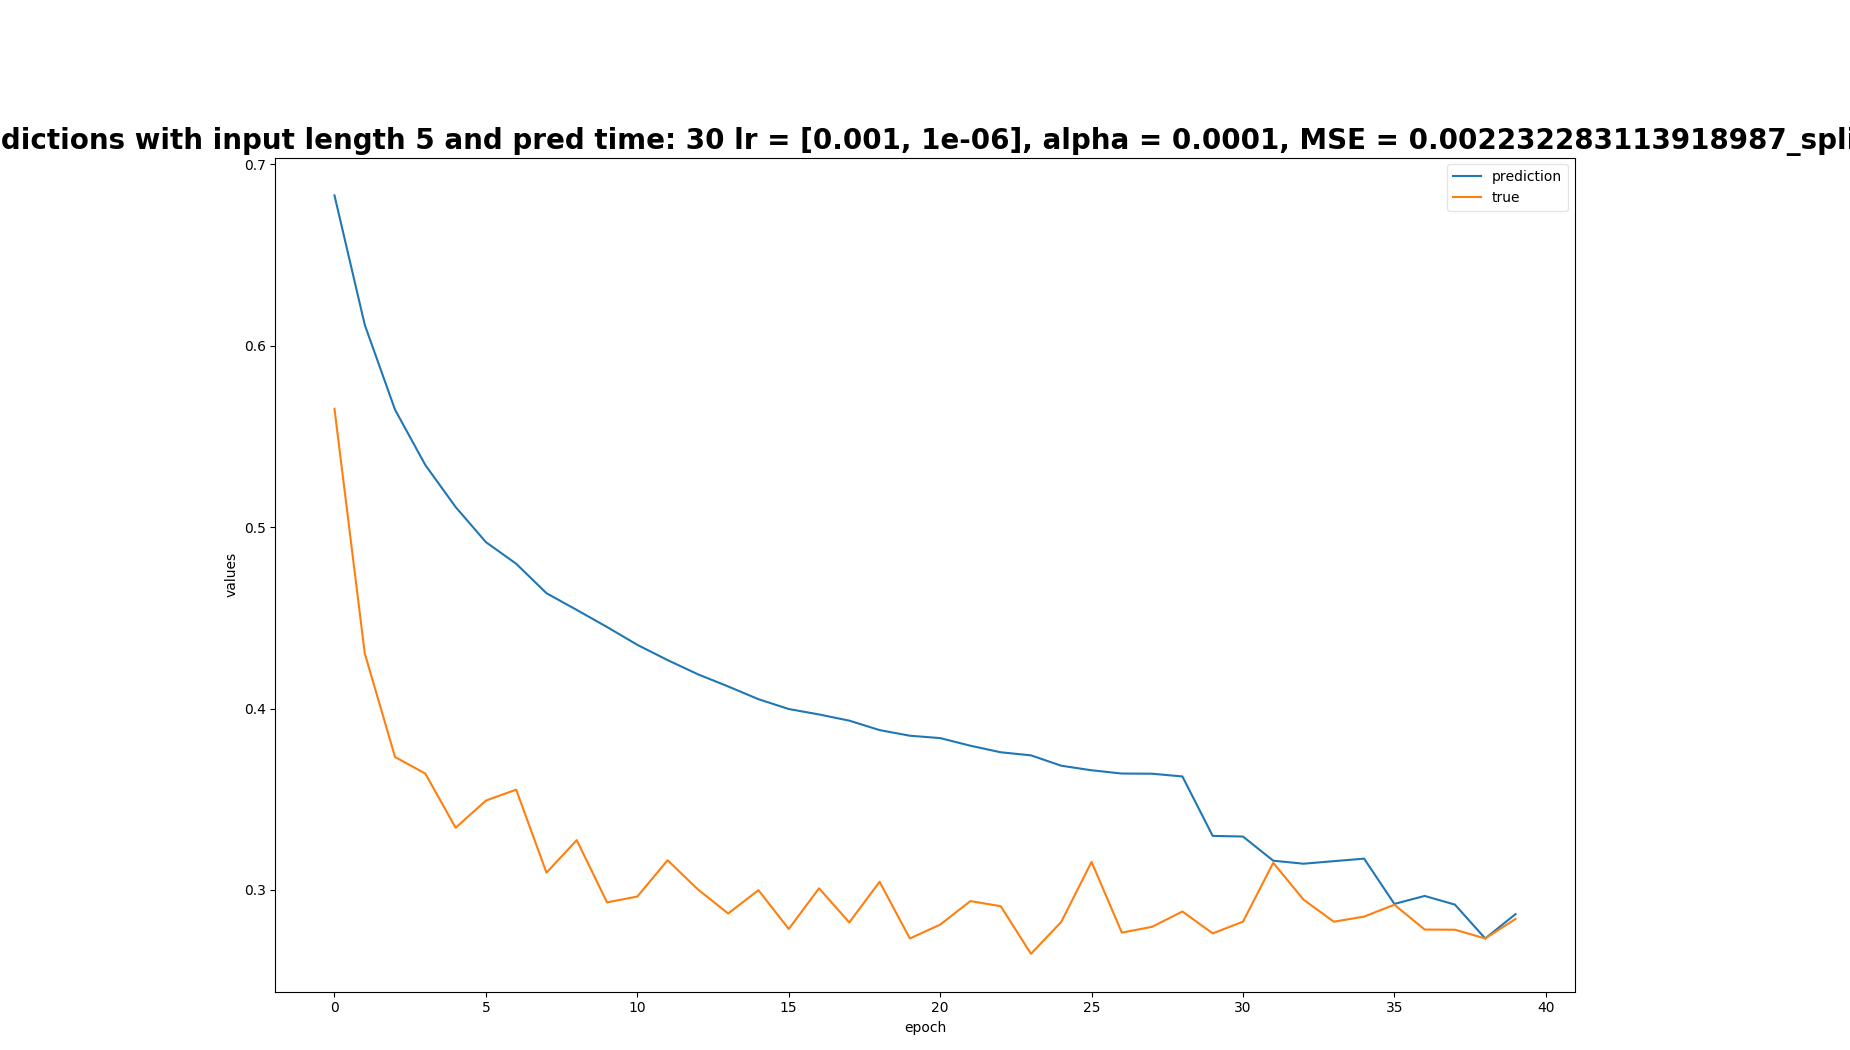 dictions with input length 5 and pred time: 30 lr = [0.001, 1e-06], alpha = 0.0001, MSE = 0.002232283113918987_spli
prediction
true
0.7
0.6
0.5
0.4
0.3
values
0
5
10
15
20
25
30
35
40
epoch